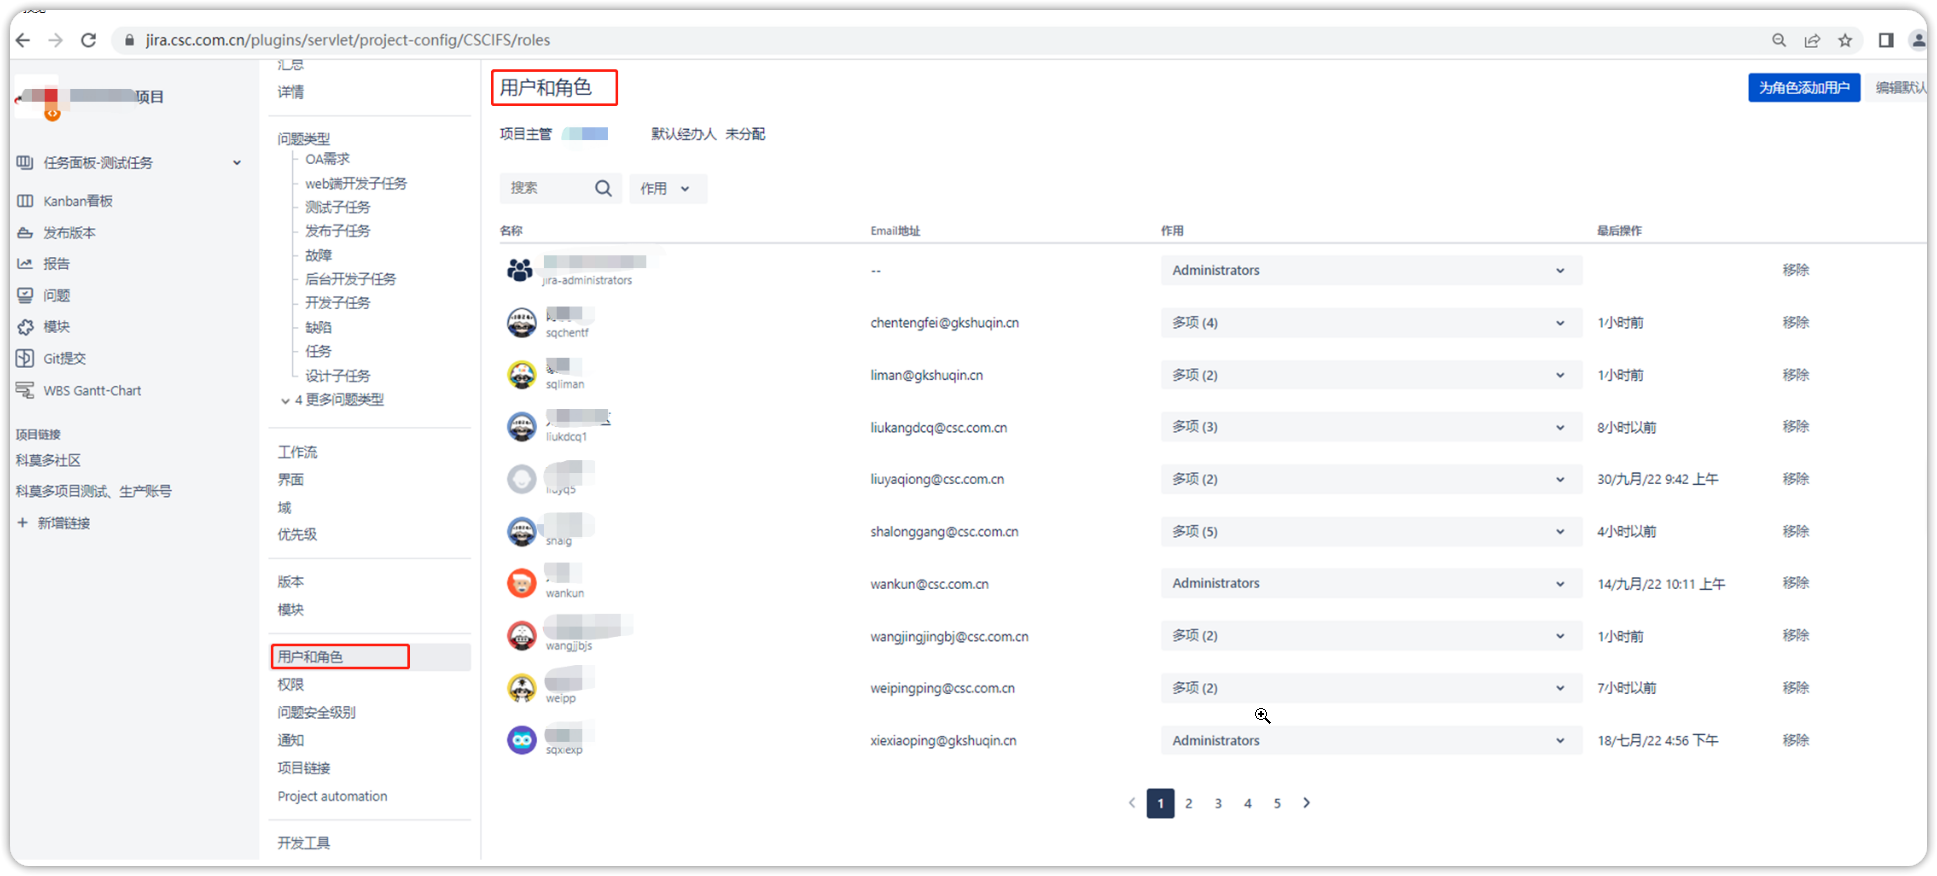 jira.csc.com.cn/plugins/servlet/project-config/CSCIFS/roles
项目
任务面板-测试任务
Kanban看板
发布版本
报告
问题
模块
Git提交
WBS Gantt-Chart
项目链接
科莫多社区
科莫多项目测试、生产账号
+ 新增链接
汇总
详情
问题类型
OA需求
web端开发子任务
测试子任务
发布子任务
故障
后台开发子任务
开发子任务
缺陷
任务
设计子任务
4 更多问题类型
工作流
界面
域
优先级
版本
模块
用户和角色
权限
问题安全级别
通知
项目链接
Project automation
开发工具
用户和角色
为角色添加用户
编辑默认
项目主管
默认经办人 未分配
搜索
作用
名称 Email地址 作用 最后操作
jira-administrators -- Administrators 移除
sqchentf chentengfei@gkshuqin.cn 多项 (4) 1小时前 移除
sqliman liman@gkshuqin.cn 多项 (2) 1小时前 移除
liukdcq1 liukangdcq@csc.com.cn 多项 (3) 8小时以前 移除
liuyq5 liuyaqiong@csc.com.cn 多项 (2) 30/九月/22 9:42 上午 移除
shalonggang@csc.com.cn 多项 (5) 4小时以前 移除
wankun wankun@csc.com.cn Administrators 14/九月/22 10:11 上午 移除
wangjjbjs wangjingjingbj@csc.com.cn 多项 (2) 1小时前 移除
weipp weipingping@csc.com.cn 多项 (2) 7小时以前 移除
sqxiexp xiexiaoping@gkshuqin.cn Administrators 18/七月/22 4:56 下午 移除
1 2 3 4 5